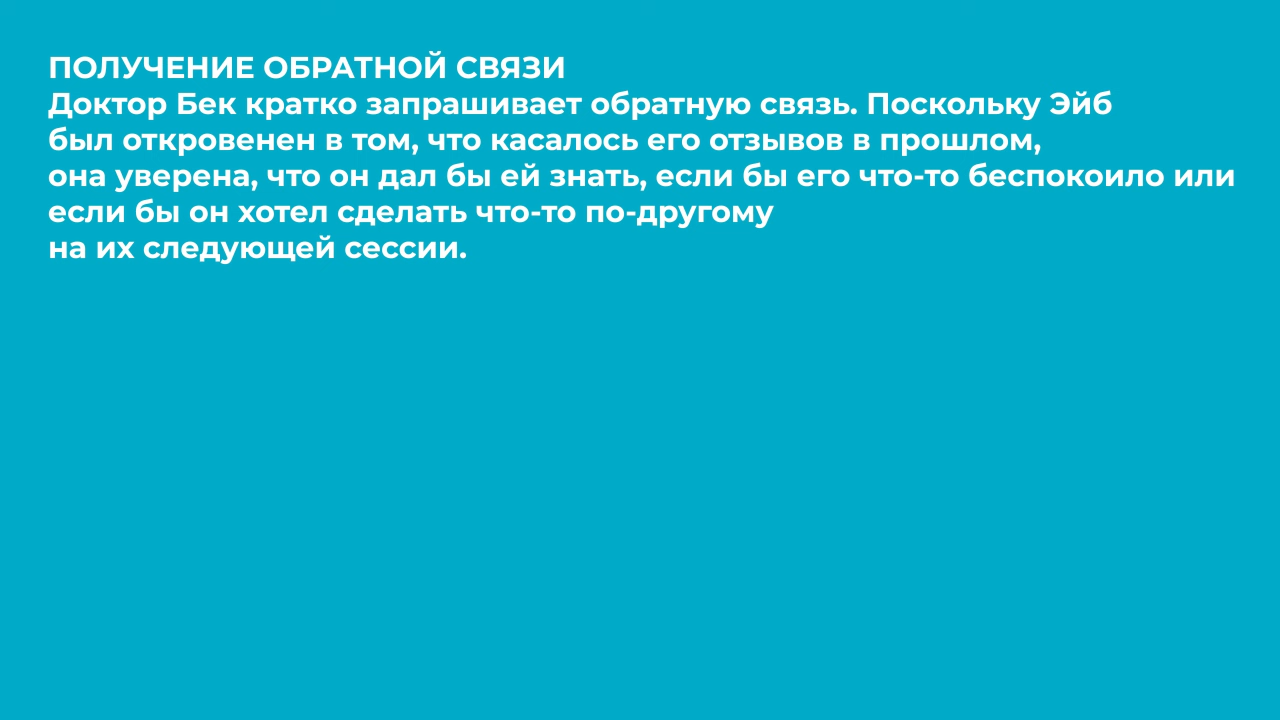 ПОЛУЧЕНИЕ ОБРАТНОЙ СВЯЗИ
Доктор Бек кратко запрашивает обратную связь. Поскольку Эйб
был откровенен в том, что касалось его отзывов в прошлом,
она уверена, что он дал бы ей знать, если бы его что-то беспокоило или
если бы он хотел сделать что-то по-другому
на их следующей сессии.